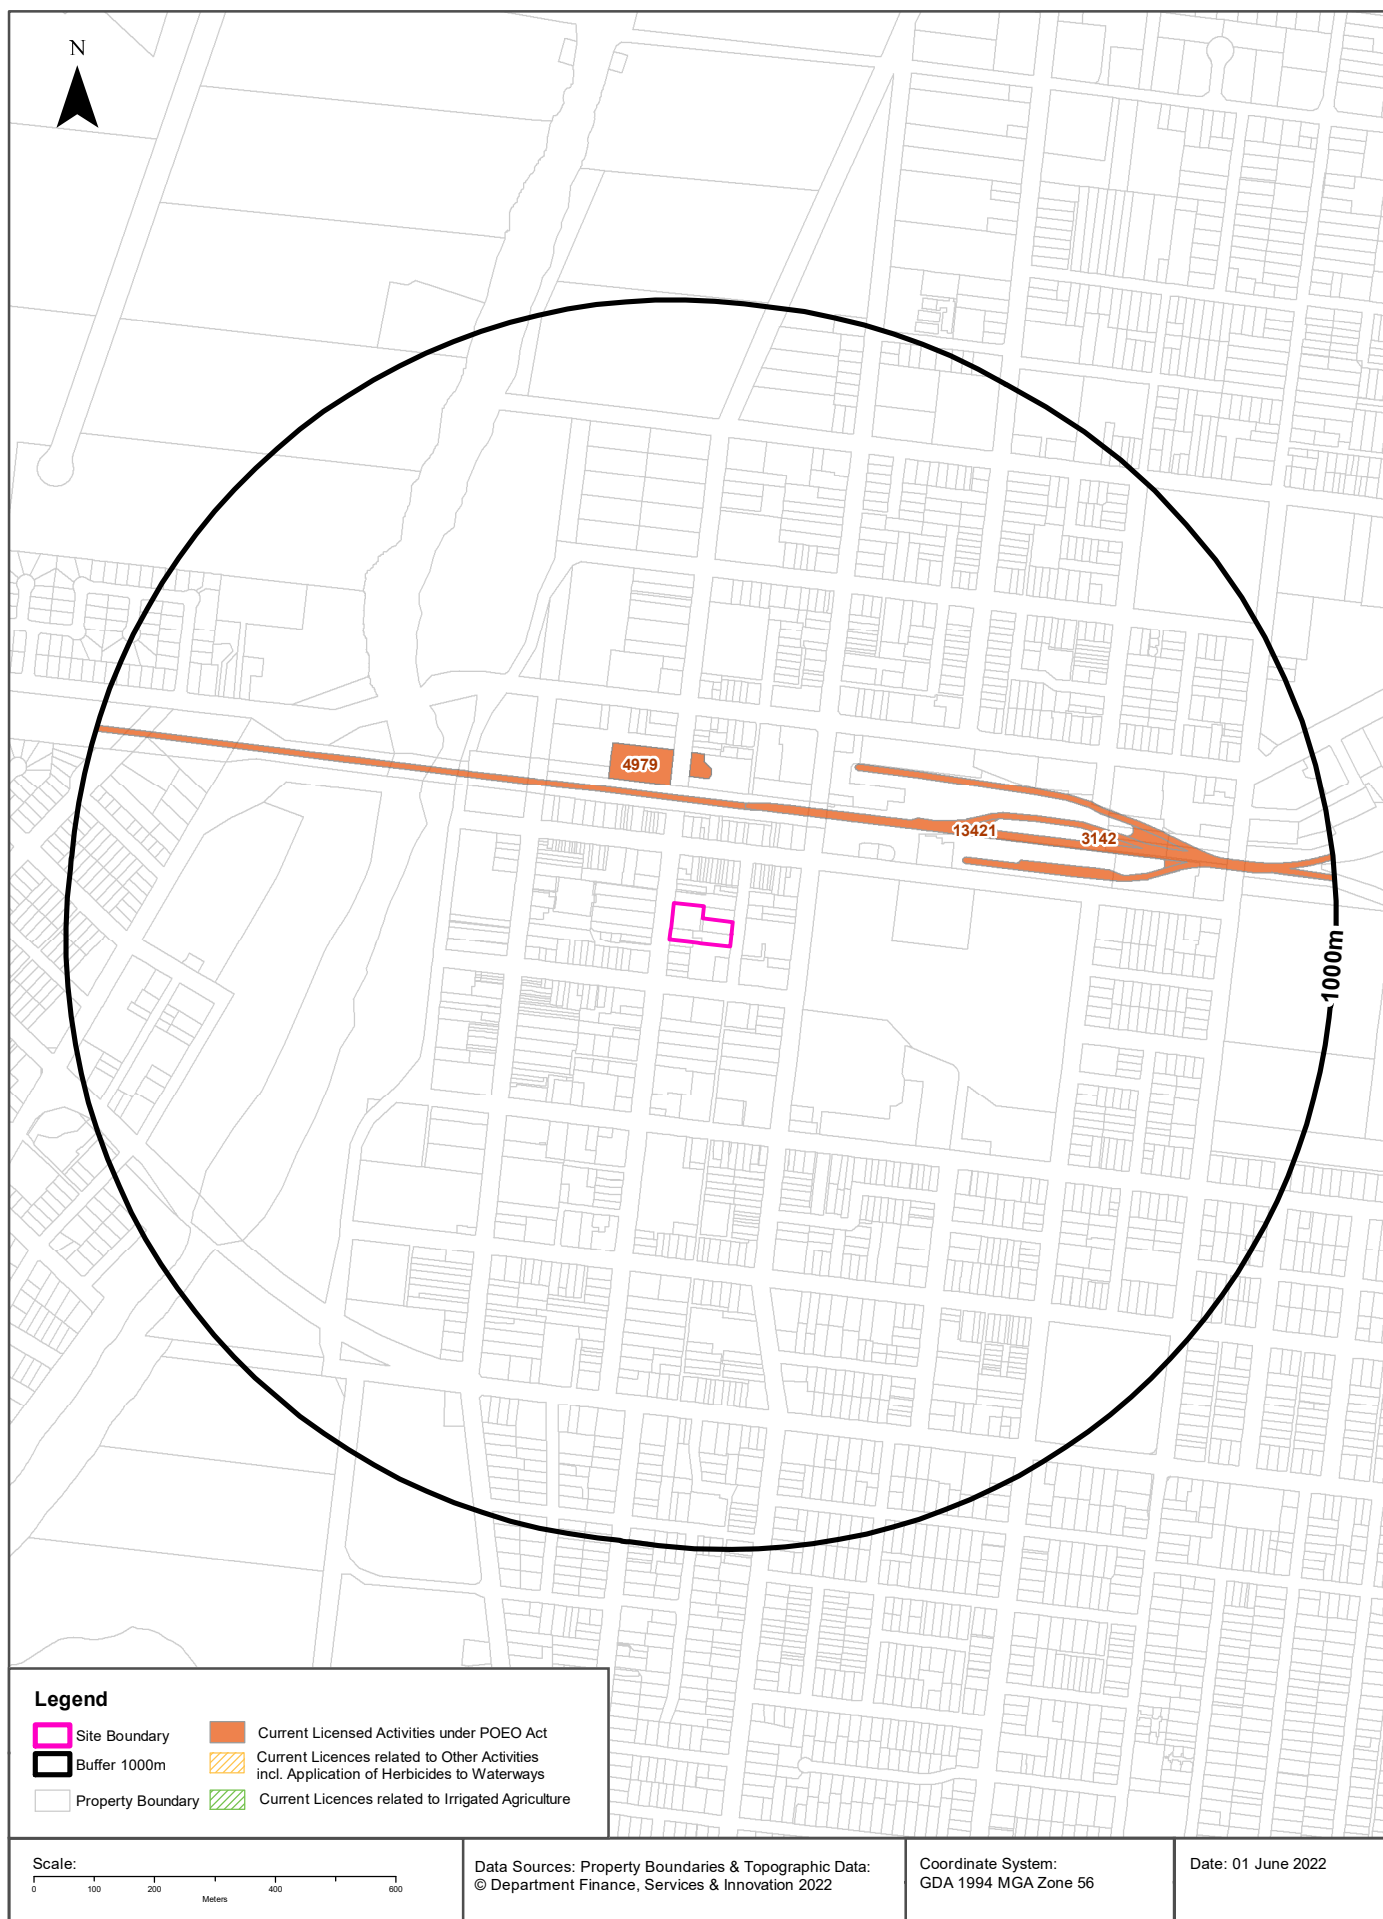 N
4979
13421
3142
1000m
Legend
Site Boundary
Buffer 1000m
Property Boundary
Current Licensed Activities under POEO Act
Current Licences related to Other Activities
incl. Application of Herbicides to Waterways
Current Licences related to Irrigated Agriculture
Scale:
0 100 200 400 600
Meters
Data Sources: Property Boundaries & Topographic Data:
© Department Finance, Services & Innovation 2022
Coordinate System:
GDA 1994 MGA Zone 56
Date: 01 June 2022